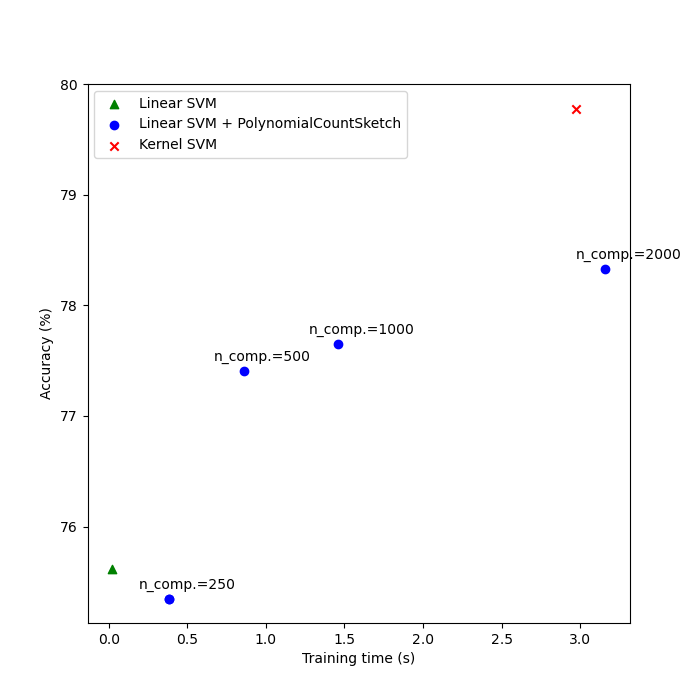 80
79
78
77
76
Accuracy (%)
Linear SVM
Linear SVM + PolynomialCountSketch
Kernel SVM
n_comp.=2000
n_comp.=1000
n_comp.=500
n_comp.=250
0.0 0.5 1.0 1.5 2.0 2.5 3.0
Training time (s)